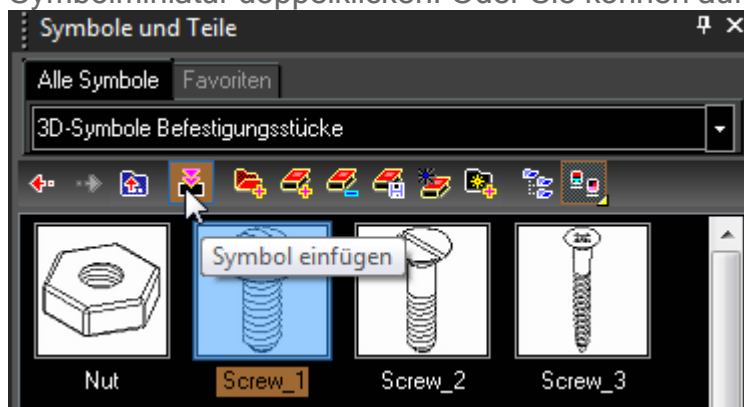 Symbolminiatur doppelklicken. Oder Sie können auf
Symbole und Teile
Alle Symbole Favoriten
3D-Symbole Befestigungsstücke
Symbol einfügen
Nut Screw_1 Screw_2 Screw_3